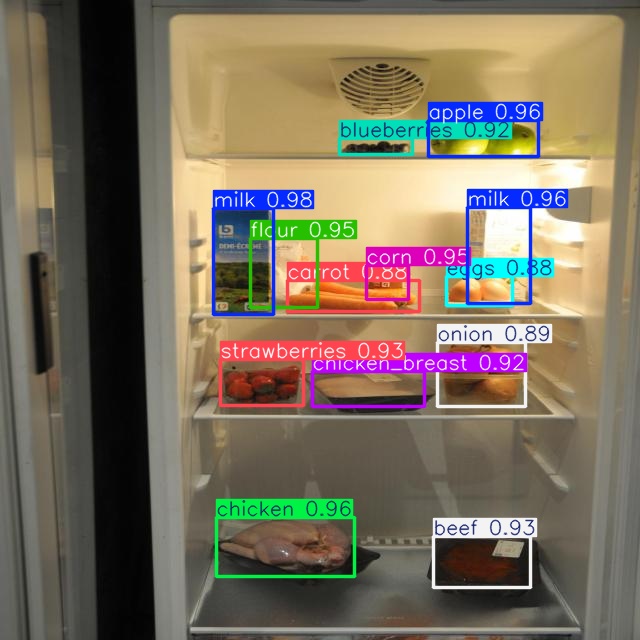 apple 0.96
blueberries 0.92
milk 0.98
milk 0.96
b
DEMI-ÉCRÉMÉ
flour 0.95
corn 0.95
carrot 0.88
eggs 0.88
onion 0.89
strawberries 0.93
chicken_breast 0.92
chicken 0.96
beef 0.93